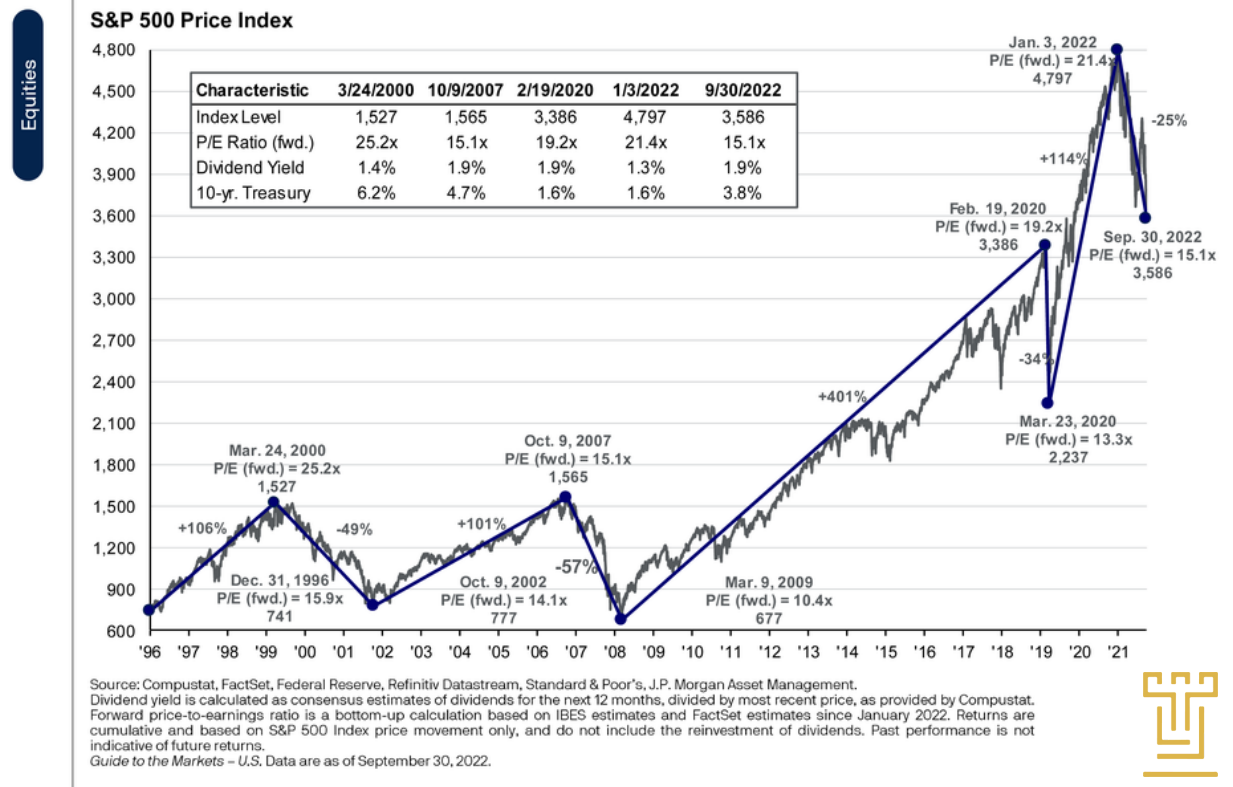 Equities
S&P 500 Price Index
4,800
4,500
4,200
3,900
3,600
3,300
3,000
2,700
2,400
2,100
1,800
1,500
1,200
900
600
Characteristic 3/24/2000 10/9/2007 2/19/2020 1/3/2022 9/30/2022
Index Level 1,527 1,565 3,386 4,797 3,586
P/E Ratio (fwd.) 25.2x 15.1x 19.2x 21.4x 15.1x
Dividend Yield 1.4% 1.9% 1.9% 1.3% 1.9%
10-yr. Treasury 6.2% 4.7% 1.6% 1.6% 3.8%
Jan. 3, 2022
P/E (fwd.) = 21.4x
4,797
-25%
+114%
Feb. 19, 2020
P/E (fwd.) = 19.2x
3,386
Sep. 30, 2022
P/E (fwd.) = 15.1x
3,586
-34%
+401%
Mar. 23, 2020
P/E (fwd.) = 13.3x
2,237
Mar. 24, 2000
P/E (fwd.) = 25.2x
1,527
Oct. 9, 2007
P/E (fwd.) = 15.1x
1,565
+106%
-49%
+101%
-57%
Dec. 31, 1996
P/E (fwd.) = 15.9x
741
Oct. 9, 2002
P/E (fwd.) = 14.1x
777
Mar. 9, 2009
P/E (fwd.) = 10.4x
677
'96 '97 '98 '99 '00 '01 '02 '03 '04 '05 '06 '07 '08 '09 '10 '11 '12 '13 '14 '15 '16 '17 '18 '19 '20 '21
Source: Compustat, FactSet, Federal Reserve, Refinitiv Datastream, Standard & Poor's, J.P. Morgan Asset Management.
Dividend yield is calculated as consensus estimates of dividends for the next 12 months, divided by most recent price, as provided by Compustat.
Forward price-to-earnings ratio is a bottom-up calculation based on IBES estimates and FactSet estimates since January 2022. Returns are
cumulative and based on S&P 500 Index price movement only, and do not include the reinvestment of dividends. Past performance is not
indicative of future returns.
Guide to the Markets – U.S. Data are as of September 30, 2022.